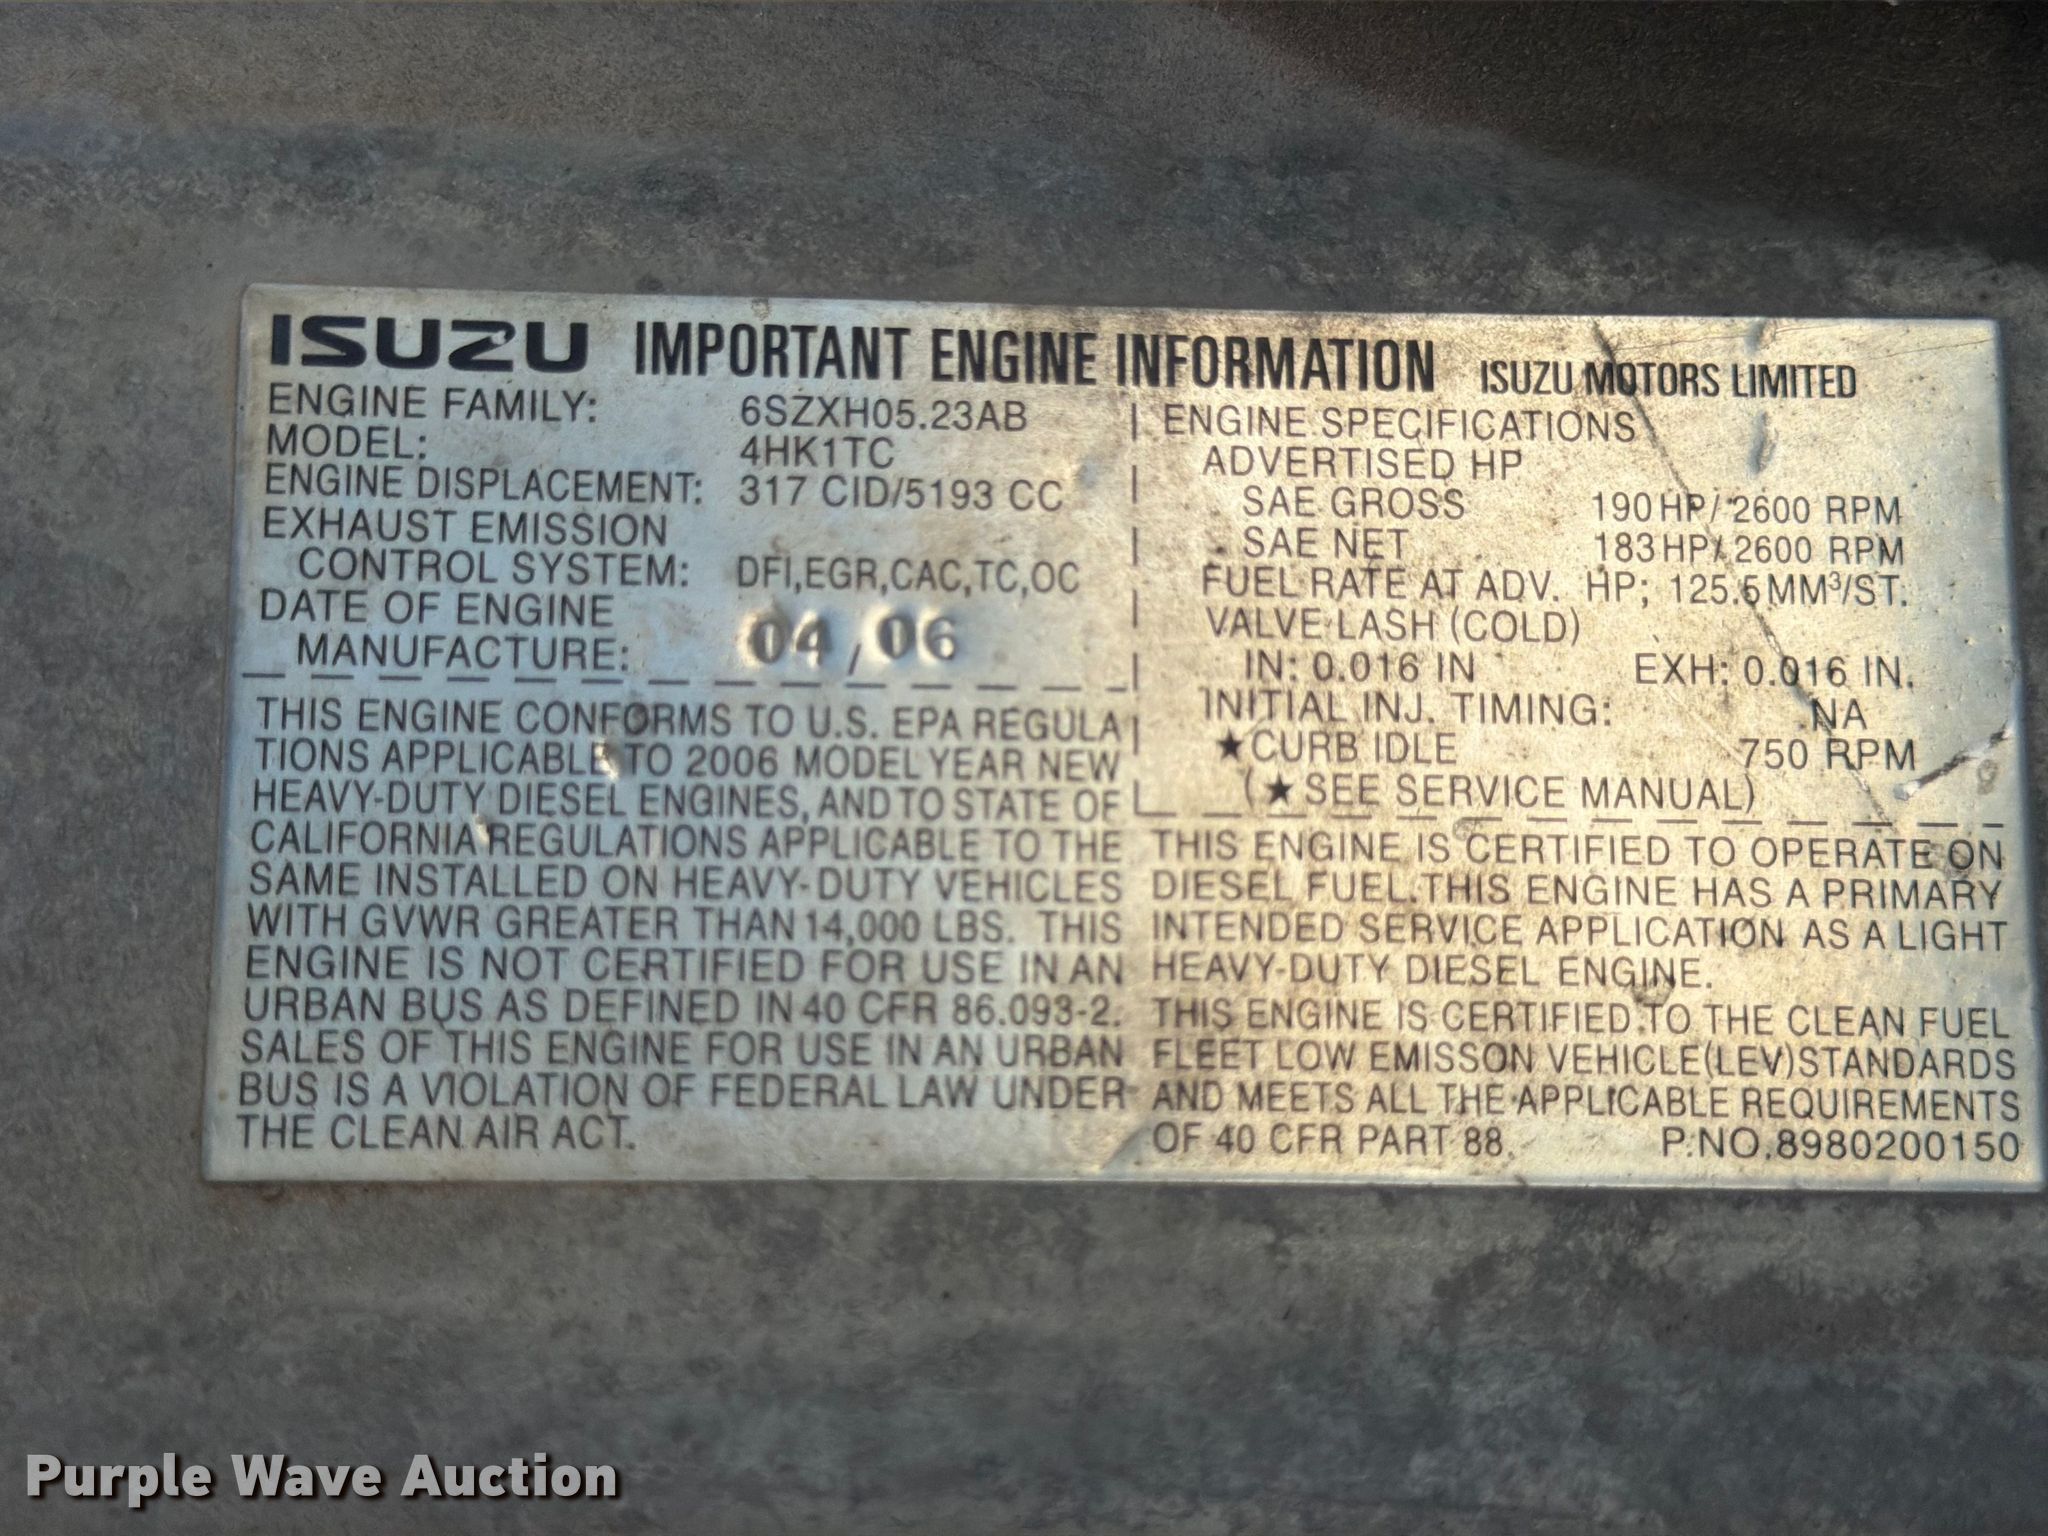 ISUZU IMPORTANT ENGINE INFORMATION ISUZU MOTORS LIMITED
ENGINE FAMILY: 6SZXH05.23AB
MODEL: 4HK1TC
ENGINE DISPLACEMENT: 317 CID/5193 CC
EXHAUST EMISSION
CONTROL SYSTEM: DFI,EGR,CAC,TC,OC
DATE OF ENGINE
MANUFACTURE: 04 / 06
THIS ENGINE CONFORMS TO U.S. EPA REGULA
TIONS APPLICABLE TO 2006 MODEL YEAR NEW
HEAVY-DUTY DIESEL ENGINES, AND TO STATE OF
CALIFORNIA REGULATIONS APPLICABLE TO THE
SAME INSTALLED ON HEAVY-DUTY VEHICLES
WITH GVWR GREATER THAN 14,000 LBS. THIS
ENGINE IS NOT CERTIFIED FOR USE IN AN
URBAN BUS AS DEFINED IN 40 CFR 86.093-2.
SALES OF THIS ENGINE FOR USE IN AN URBAN
BUS IS A VIOLATION OF FEDERAL LAW UNDER
THE CLEAN AIR ACT.
ENGINE SPECIFICATIONS
ADVERTISED HP
SAE GROSS 190 HP/ 2600 RPM
SAE NET 183 HP/ 2600 RPM
FUEL RATE AT ADV. HP; 125.5 MM³/ST.
VALVE LASH (COLD)
IN: 0.016 IN EXH: 0.016 IN.
INITIAL INJ. TIMING: NA
★CURB IDLE 750 RPM
(★SEE SERVICE MANUAL)
THIS ENGINE IS CERTIFIED TO OPERATE ON
DIESEL FUEL. THIS ENGINE HAS A PRIMARY
INTENDED SERVICE APPLICATION AS A LIGHT
HEAVY-DUTY DIESEL ENGINE.
THIS ENGINE IS CERTIFIED TO THE CLEAN FUEL
FLEET LOW EMISSON VEHICLE(LEV)STANDARDS
AND MEETS ALL THE APPLICABLE REQUIREMENTS
OF 40 CFR PART 88. P.NO.8980200150
Purple Wave Auction